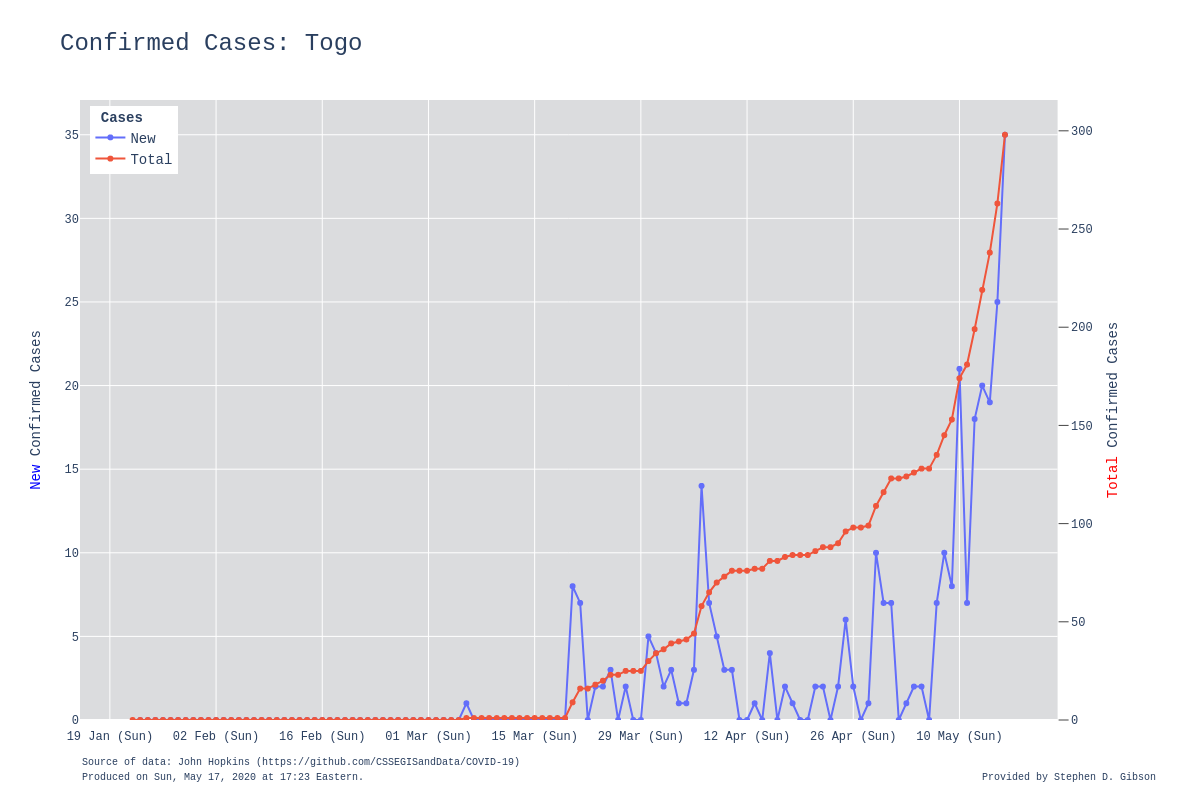 Confirmed Cases: Togo
Cases
New
Total
35
30
25
20
15
10
5
0
300
250
200
150
100
50
0
New Confirmed Cases
Total Confirmed Cases
19 Jan (Sun)
02 Feb (Sun)
16 Feb (Sun)
01 Mar (Sun)
15 Mar (Sun)
29 Mar (Sun)
12 Apr (Sun)
26 Apr (Sun)
10 May (Sun)
Source of data: John Hopkins (https://github.com/CSSEGISandData/COVID-19)
Produced on Sun, May 17, 2020 at 17:23 Eastern.
Provided by Stephen D. Gibson